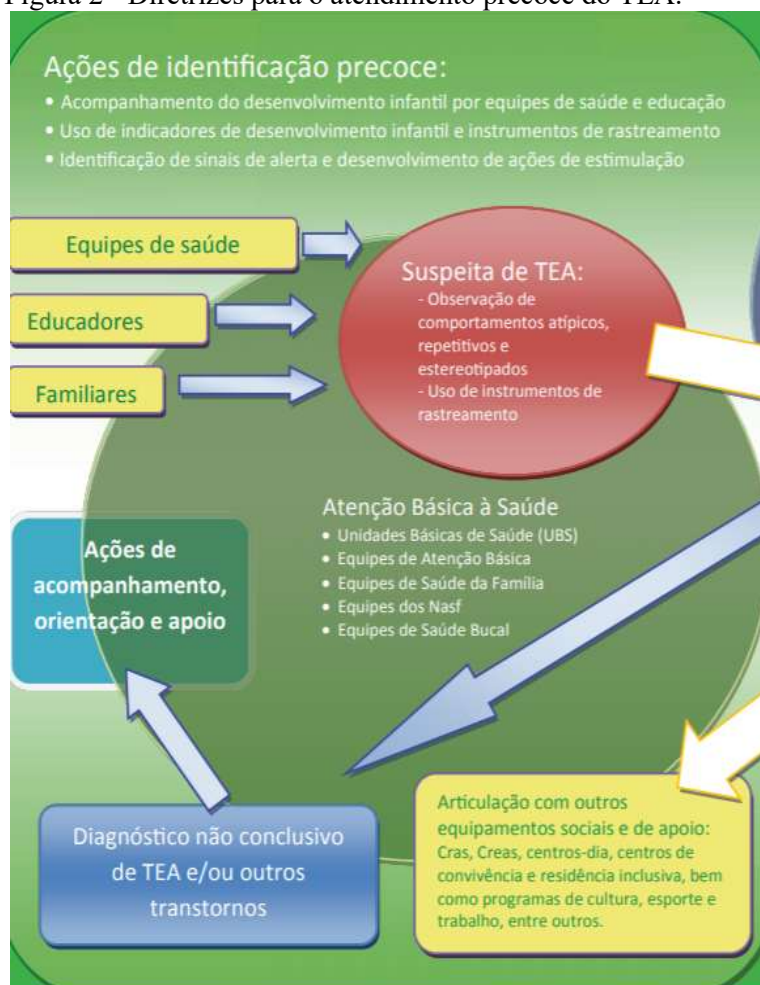 Figura 2 - Diretrizes para o atendimento precoce do TEA.
Ações de identificação precoce:
• Acompanhamento do desenvolvimento infantil por equipes de saúde e educação
• Uso de indicadores de desenvolvimento infantil e instrumentos de rastreamento
• Identificação de sinais de alerta e desenvolvimento de ações de estimulação
Equipes de saúde
Educadores
Familiares
Suspeita de TEA:
- Observação de
comportamentos atípicos,
repetitivos e
estereotipados
- Uso de instrumentos de
rastreamento
Atenção Básica à Saúde
• Unidades Básicas de Saúde (UBS)
• Equipes de Atenção Básica
• Equipes de Saúde da Família
• Equipes dos Nasf
• Equipes de Saúde Bucal
Ações de
acompanhamento,
orientação e apoio
Diagnóstico não conclusivo
de TEA e/ou outros
transtornos
Articulação com outros
equipamentos sociais e de apoio:
Cras, Creas, centros-dia, centros de
convivência e residência inclusiva, bem
como programas de cultura, esporte e
trabalho, entre outros.